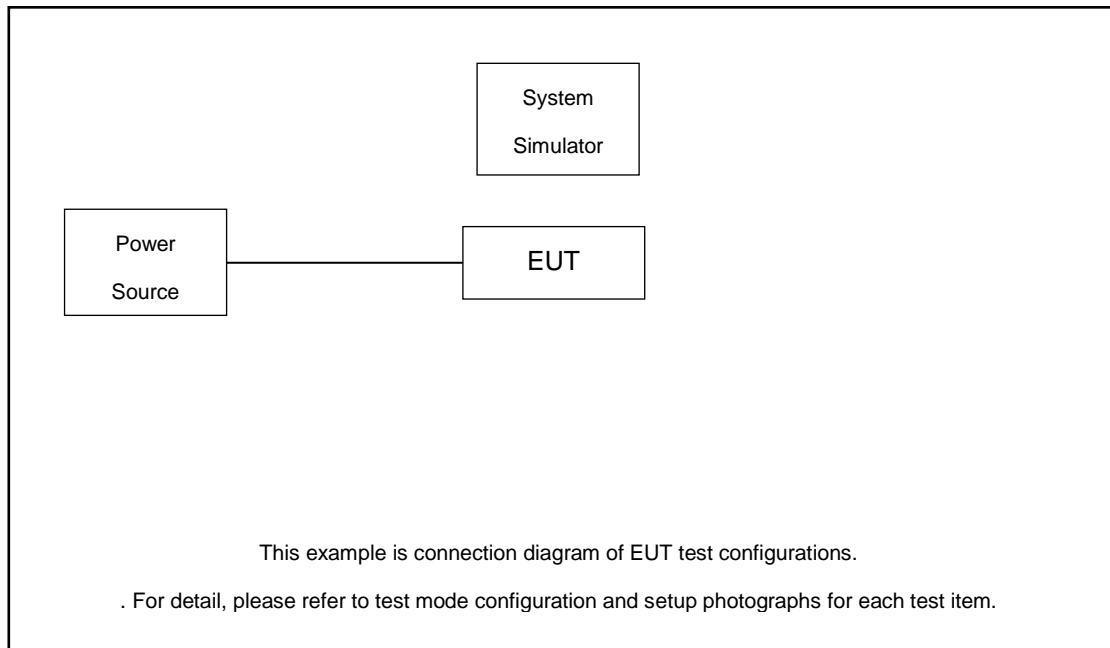 System
Simulator
Power
Source
EUT
This example is connection diagram of EUT test configurations.
. For detail, please refer to test mode configuration and setup photographs for each test item.